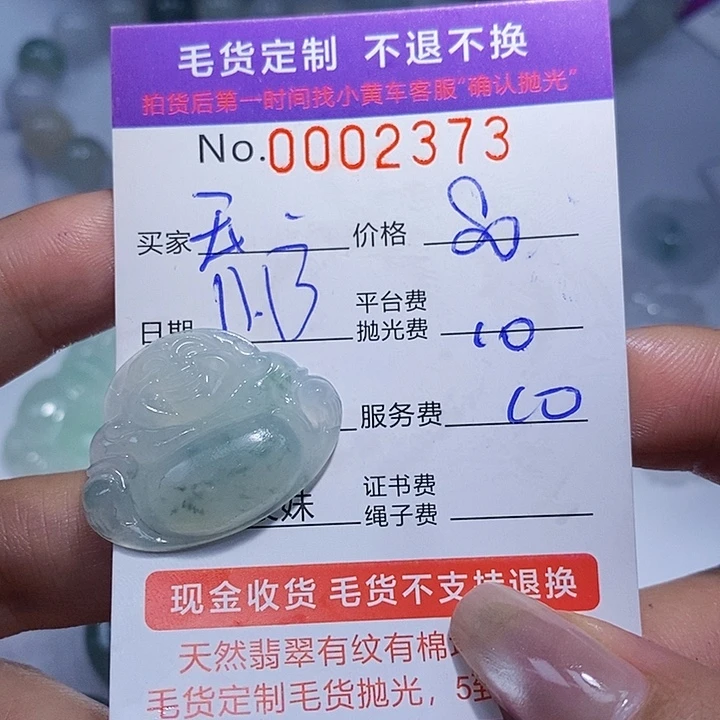 毛货定制 不退不换
拍货后第一时间找小黄车客服"确认抛光"
No.0002373
买家 价格 80
日期 11.13 平台费
抛光费 10
服务费 10
妹 证书费
绳子费
现金收货 毛货不支持退换
天然翡翠有纹有棉
毛货定制毛货抛光，5